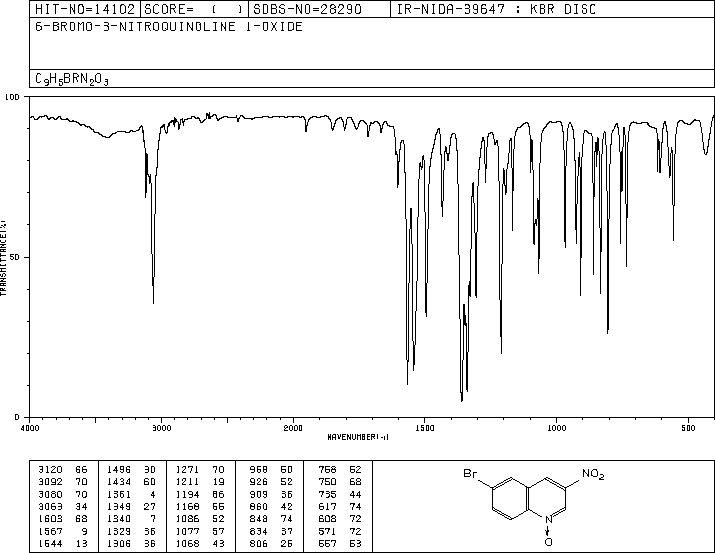 HIT-NO=14102 SCORE= ( ) SDBS-NO=28290 IR-NIDA-39647 : KBR DISC
6-BROMO-3-NITROQUINOLINE 1-OXIDE
C9H5BRN2O3
100
50
0
TRANSMITTANCE(%)
4000 3000 2000 1500 1000 500
WAVENUMBER(-1)
3120 66 1496 30 1271 70 968 50 758 52
3092 70 1434 60 1211 19 926 52 750 68
3080 70 1361 4 1194 66 909 36 735 44
3063 34 1349 27 1168 55 860 42 617 74
1603 68 1340 7 1086 52 848 74 608 72
1567 9 1329 36 1077 57 834 37 571 72
1544 13 1306 36 1068 43 806 25 557 53
Br
NO2
N
O